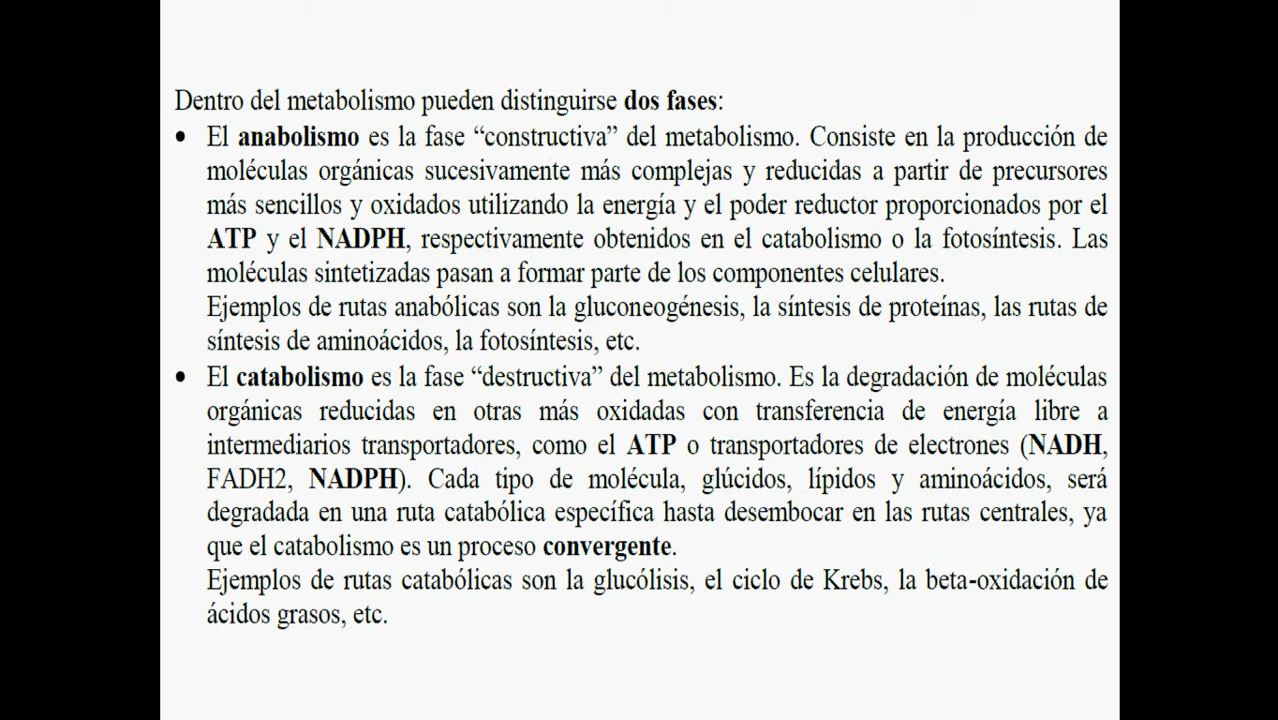 Dentro del metabolismo pueden distinguirse dos fases:
• El anabolismo es la fase “constructiva” del metabolismo. Consiste en la producción de
moléculas orgánicas sucesivamente más complejas y reducidas a partir de precursores
más sencillos y oxidados utilizando la energía y el poder reductor proporcionados por el
ATP y el NADPH, respectivamente obtenidos en el catabolismo o la fotosíntesis. Las
moléculas sintetizadas pasan a formar parte de los componentes celulares.
Ejemplos de rutas anabólicas son la gluconeogénesis, la síntesis de proteínas, las rutas de
síntesis de aminoácidos, la fotosíntesis, etc.
• El catabolismo es la fase “destructiva” del metabolismo. Es la degradación de moléculas
orgánicas reducidas en otras más oxidadas con transferencia de energía libre a
intermediarios transportadores, como el ATP o transportadores de electrones (NADH,
FADH2, NADPH). Cada tipo de molécula, glúcidos, lípidos y aminoácidos, será
degradada en una ruta catabólica específica hasta desembocar en las rutas centrales, ya
que el catabolismo es un proceso convergente.
Ejemplos de rutas catabólicas son la glucólisis, el ciclo de Krebs, la beta-oxidación de
ácidos grasos, etc.